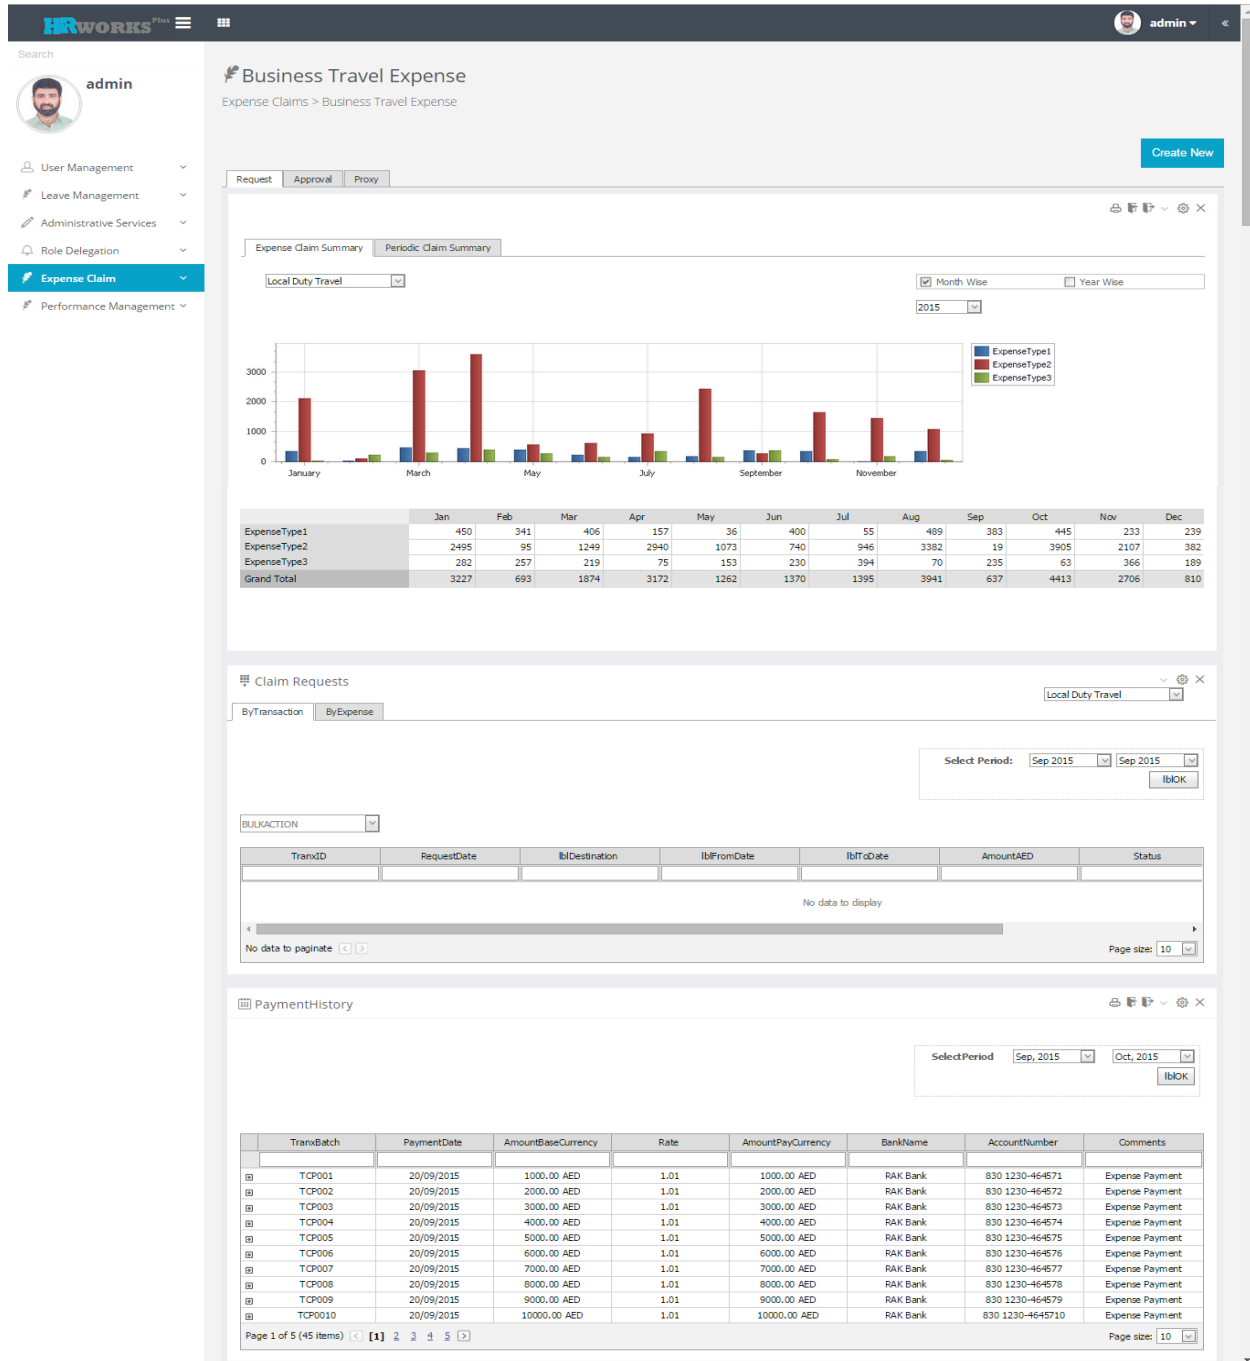 HRWORKS Plus
admin
Search
admin
User Management
Leave Management
Administrative Services
Role Delegation
Expense Claim
Performance Management
Business Travel Expense
Expense Claims > Business Travel Expense
Create New
Request Approval Proxy
Expense Claim Summary Periodic Claim Summary
Local Duty Travel Month Wise Year Wise
2015
ExpenseType1
ExpenseType2
ExpenseType3
3000
2000
1000
0
January March May July September November
Jan Feb Mar Apr May Jun Jul Aug Sep Oct Nov Dec
ExpenseType1 450 341 406 157 36 400 55 489 383 445 233 239
ExpenseType2 2495 95 1249 2940 1073 740 946 3382 19 3905 2107 382
ExpenseType3 282 257 219 75 153 230 394 70 235 63 366 189
Grand Total 3227 693 1874 3172 1262 1370 1395 3941 637 4413 2706 810
Claim Requests
Local Duty Travel
ByTransaction ByExpense
Select Period: Sep 2015 Sep 2015
lblOK
BULKACTION
TranxID RequestDate lblDestination lblFromDate lblToDate AmountAED Status
No data to display
No data to paginate Page size: 10
PaymentHistory
SelectPeriod Sep, 2015 Oct, 2015
lblOK
TranxBatch PaymentDate AmountBaseCurrency Rate AmountPayCurrency BankName AccountNumber Comments
TCP001 20/09/2015 1000.00 AED 1.01 1000.00 AED RAK Bank 830 1230-464571 Expense Payment
TCP002 20/09/2015 2000.00 AED 1.01 2000.00 AED RAK Bank 830 1230-464572 Expense Payment
TCP003 20/09/2015 3000.00 AED 1.01 3000.00 AED RAK Bank 830 1230-464573 Expense Payment
TCP004 20/09/2015 4000.00 AED 1.01 4000.00 AED RAK Bank 830 1230-464574 Expense Payment
TCP005 20/09/2015 5000.00 AED 1.01 5000.00 AED RAK Bank 830 1230-464575 Expense Payment
TCP006 20/09/2015 6000.00 AED 1.01 6000.00 AED RAK Bank 830 1230-464576 Expense Payment
TCP007 20/09/2015 7000.00 AED 1.01 7000.00 AED RAK Bank 830 1230-464577 Expense Payment
TCP008 20/09/2015 8000.00 AED 1.01 8000.00 AED RAK Bank 830 1230-464578 Expense Payment
TCP009 20/09/2015 9000.00 AED 1.01 9000.00 AED RAK Bank 830 1230-464579 Expense Payment
TCP0010 20/09/2015 10000.00 AED 1.01 10000.00 AED RAK Bank 830 1230-4645710 Expense Payment
Page 1 of 5 (45 items) [1] 2 3 4 5 Page size: 10